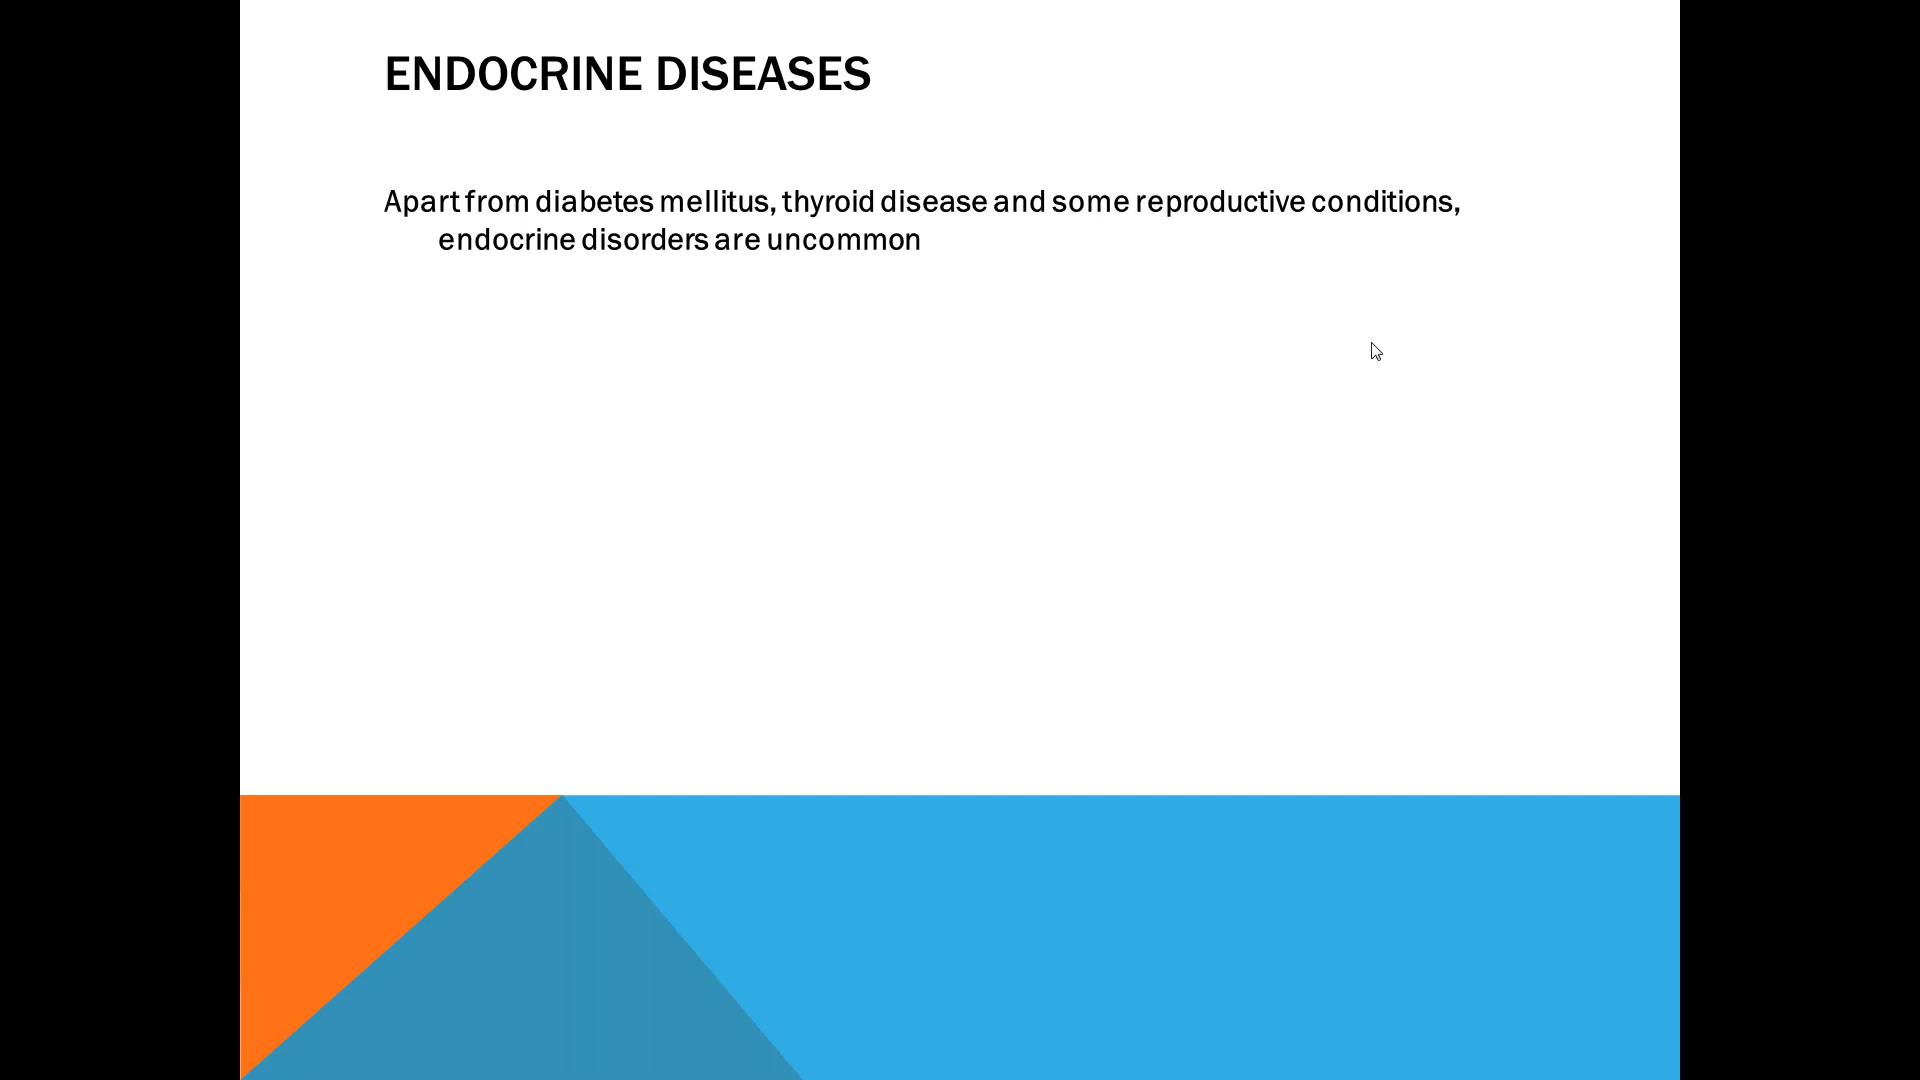 ENDOCRINE DISEASES
Apart from diabetes mellitus, thyroid disease and some reproductive conditions,
endocrine disorders are uncommon